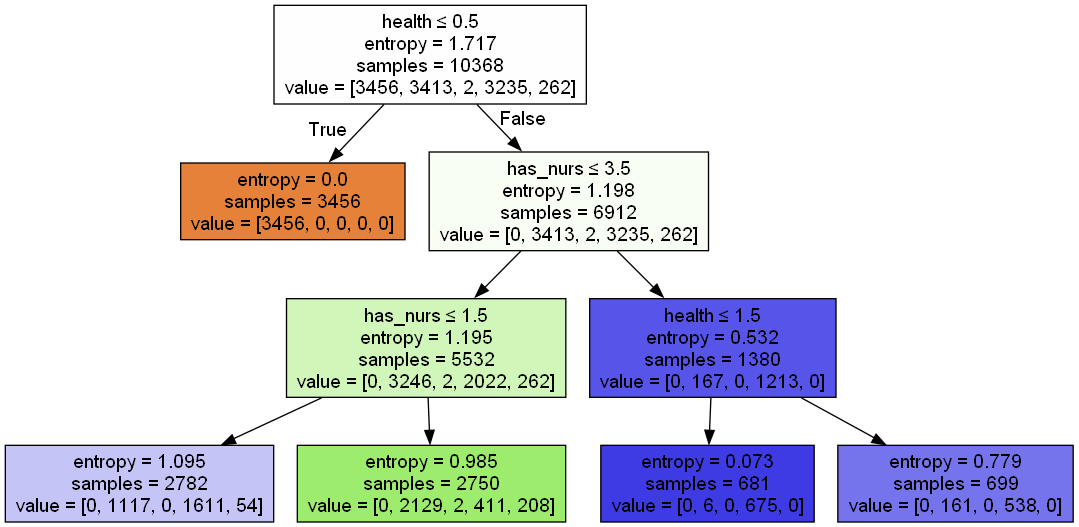 health ≤ 0.5
entropy = 1.717
samples = 10368
value = [3456, 3413, 2, 3235, 262]
True
False
entropy = 0.0
samples = 3456
value = [3456, 0, 0, 0, 0]
has_nurs ≤ 3.5
entropy = 1.198
samples = 6912
value = [0, 3413, 2, 3235, 262]
has_nurs ≤ 1.5
entropy = 1.195
samples = 5532
value = [0, 3246, 2, 2022, 262]
health ≤ 1.5
entropy = 0.532
samples = 1380
value = [0, 167, 0, 1213, 0]
entropy = 1.095
samples = 2782
value = [0, 1117, 0, 1611, 54]
entropy = 0.985
samples = 2750
value = [0, 2129, 2, 411, 208]
entropy = 0.073
samples = 681
value = [0, 6, 0, 675, 0]
entropy = 0.779
samples = 699
value = [0, 161, 0, 538, 0]